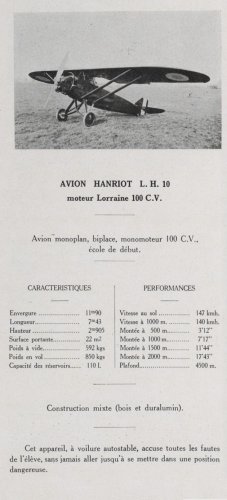 AVION HANRIOT L. H. 10
moteur Lorraine 100 C.V.
Avion monoplan, biplace, monomoteur 100 C.V.,
école de début.
CARACTERISTIQUES
Envergure .............. 11m90
Longueur ............... 7m43
Hauteur ................ 2m905
Surface portante........ 22 m2
Poids à vide............ 592 kgs
Poids en vol ........... 850 kgs
Capacité des réservoirs.. 110 l.
PERFORMANCES
Vitesse au sol ......... 147 kmh.
Vitesse à 1000 m. ...... 140 kmh.
Montée à 500 m ........ 3'12"
Montée à 1000 m........ 7'17"
Montée à 1500 m........ 11'44"
Montée à 2000 m........ 17'43"
Plafond................. 4500 m.
Construction mixte (bois et duralumin).
Cet appareil, à voilure autostable, accuse toutes les fautes
de l'élève, sans jamais aller jusqu'à se mettre dans une position
dangereuse.